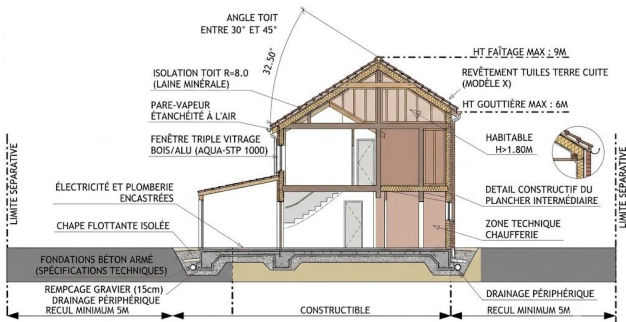 ANGLE TOIT
ENTRE 30° ET 45°
32.50°
HT FAÎTAGE MAX : 9M
ISOLATION TOIT R=8.0
(LAINE MINÉRALE)
REVÊTEMENT TUILES TERRE CUITE
(MODÈLE X)
PARE-VAPEUR
ÉTANCHÉITÉ À L'AIR
HT GOUTTIÈRE MAX : 6M
FENÊTRE TRIPLE VITRAGE
BOIS/ALU (AQUA-STP 1000)
HABITABLE
H>1.80M
LIMITE SÉPARATIVE
LIMITE SÉPARATIVE
ÉLECTRICITÉ ET PLOMBERIE
ENCASTRÉES
DETAIL CONSTRUCTIF DU
PLANCHER INTERMÉDIAIRE
CHAPE FLOTTANTE ISOLÉE
ZONE TECHNIQUE
CHAUFFERIE
FONDATIONS BÉTON ARMÉ
(SPÉCIFICATIONS TECHNIQUES)
REMPCAGE GRAVIER (15cm)
DRAINAGE PÉRIPHÉRIQUE
DRAINAGE PÉRIPHÉRIQUE
RECUL MINIMUM 5M
CONSTRUCTIBLE
RECUL MINIMUM 5M